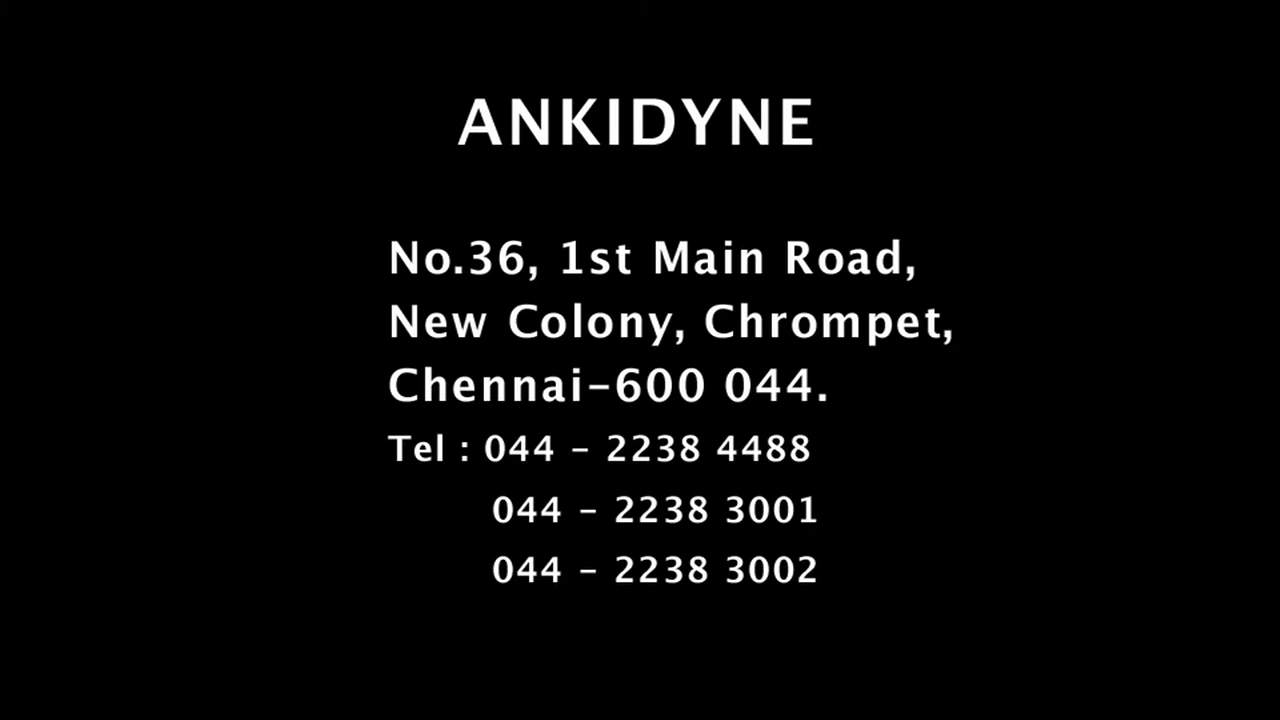 ANKIDYNE
No.36, 1st Main Road,
New Colony, Chrompet,
Chennai-600 044.
Tel : 044 - 2238 4488
044 - 2238 3001
044 - 2238 3002